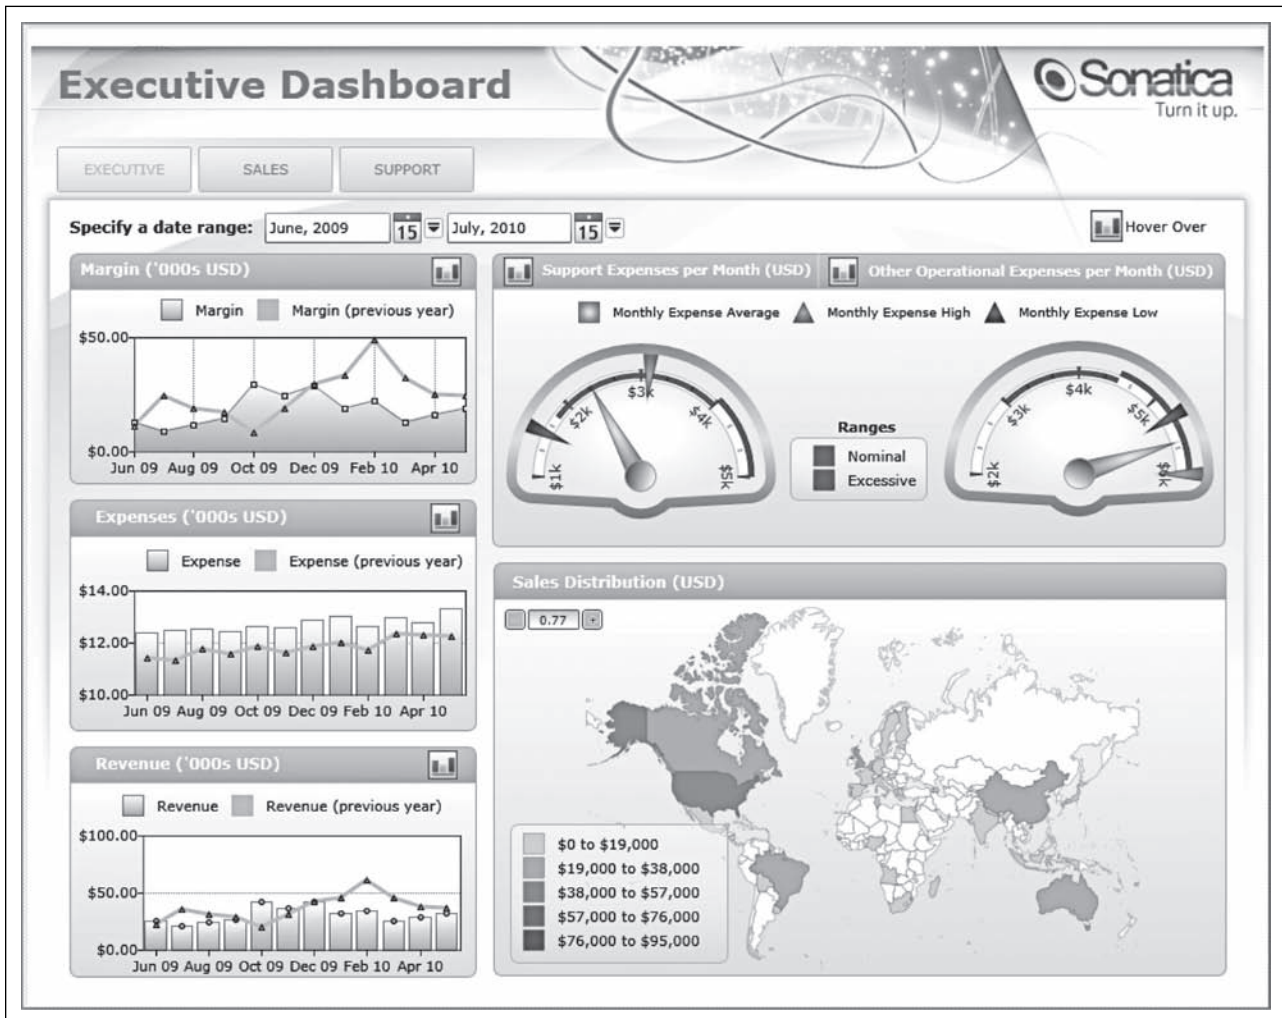 Executive Dashboard
Sonatica
Turn it up.
EXECUTIVE
SALES
SUPPORT
Specify a date range:
June, 2009
15
July, 2010
15
Hover Over
Margin ('000s USD)
Margin
Margin (previous year)
$50.00
$0.00
Jun 09 Aug 09 Oct 09 Dec 09 Feb 10 Apr 10
Expenses ('000s USD)
Expense
Expense (previous year)
$14.00
$12.00
$10.00
Jun 09 Aug 09 Oct 09 Dec 09 Feb 10 Apr 10
Revenue ('000s USD)
Revenue
Revenue (previous year)
$100.00
$50.00
$0.00
Jun 09 Aug 09 Oct 09 Dec 09 Feb 10 Apr 10
Support Expenses per Month (USD)
Other Operational Expenses per Month (USD)
Monthly Expense Average
Monthly Expense High
Monthly Expense Low
$1k
$2k
$3k
$4k
$5k
Ranges
Nominal
Excessive
$2k
$3k
$4k
$5k
$6k
Sales Distribution (USD)
0.77
+
$0 to $19,000
$19,000 to $38,000
$38,000 to $57,000
$57,000 to $76,000
$76,000 to $95,000